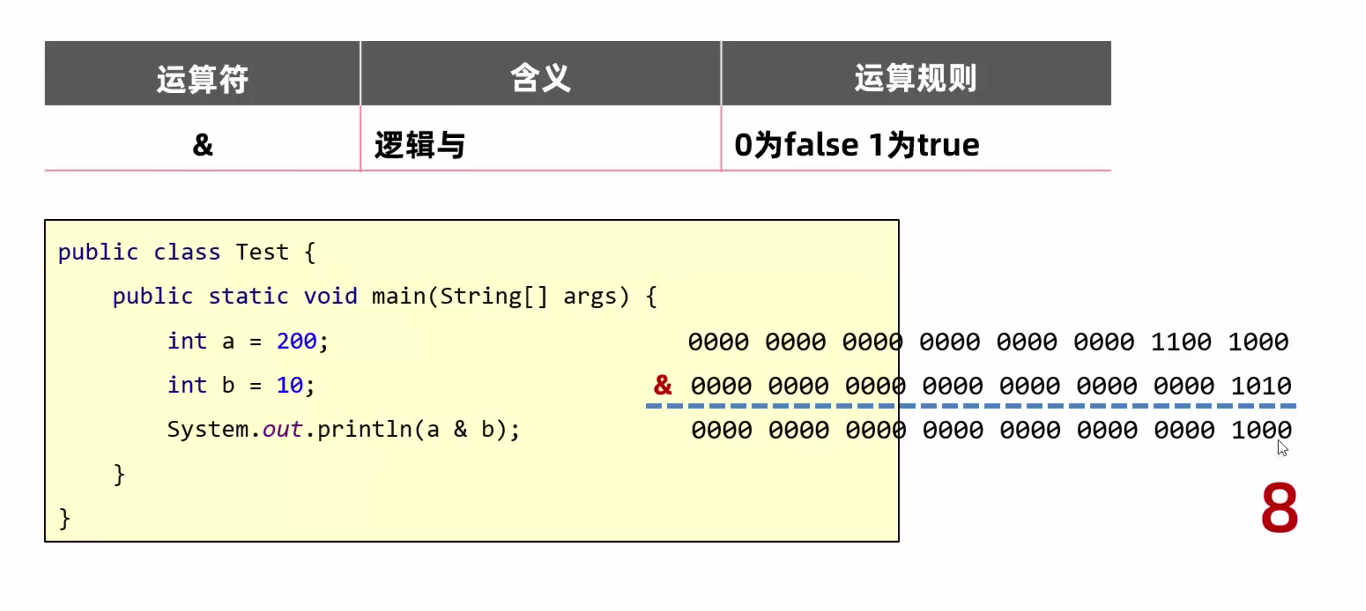 运算符 含义 运算规则
& 逻辑与 0为false 1为true
public class Test {
public static void main(String[] args) {
int a = 200; 0000 0000 0000 0000 0000 0000 1100 1000
int b = 10; & 0000 0000 0000 0000 0000 0000 0000 1010
System.out.println(a & b); 0000 0000 0000 0000 0000 0000 0000 1000
}
8
}